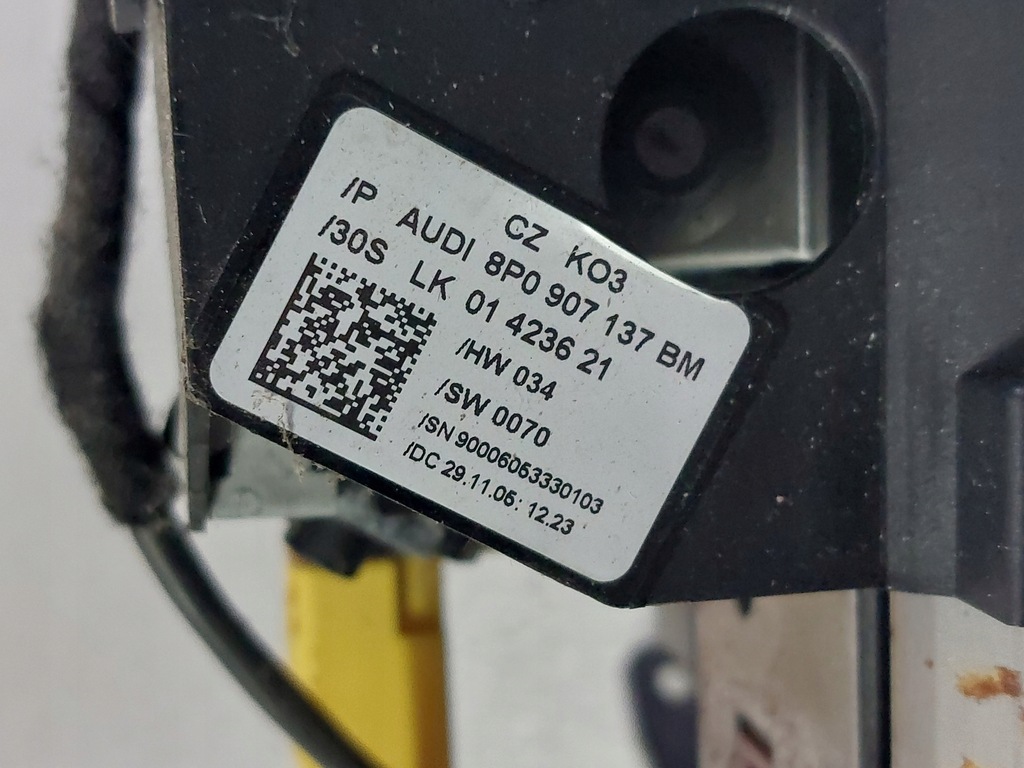 CZ KO3
/P AUDI 8P0 907 137 BM
/30S LK 01 4236 21
/HW 034
/SW 0070
/SN 90006063330103
/DC 29.11.05: 12.23